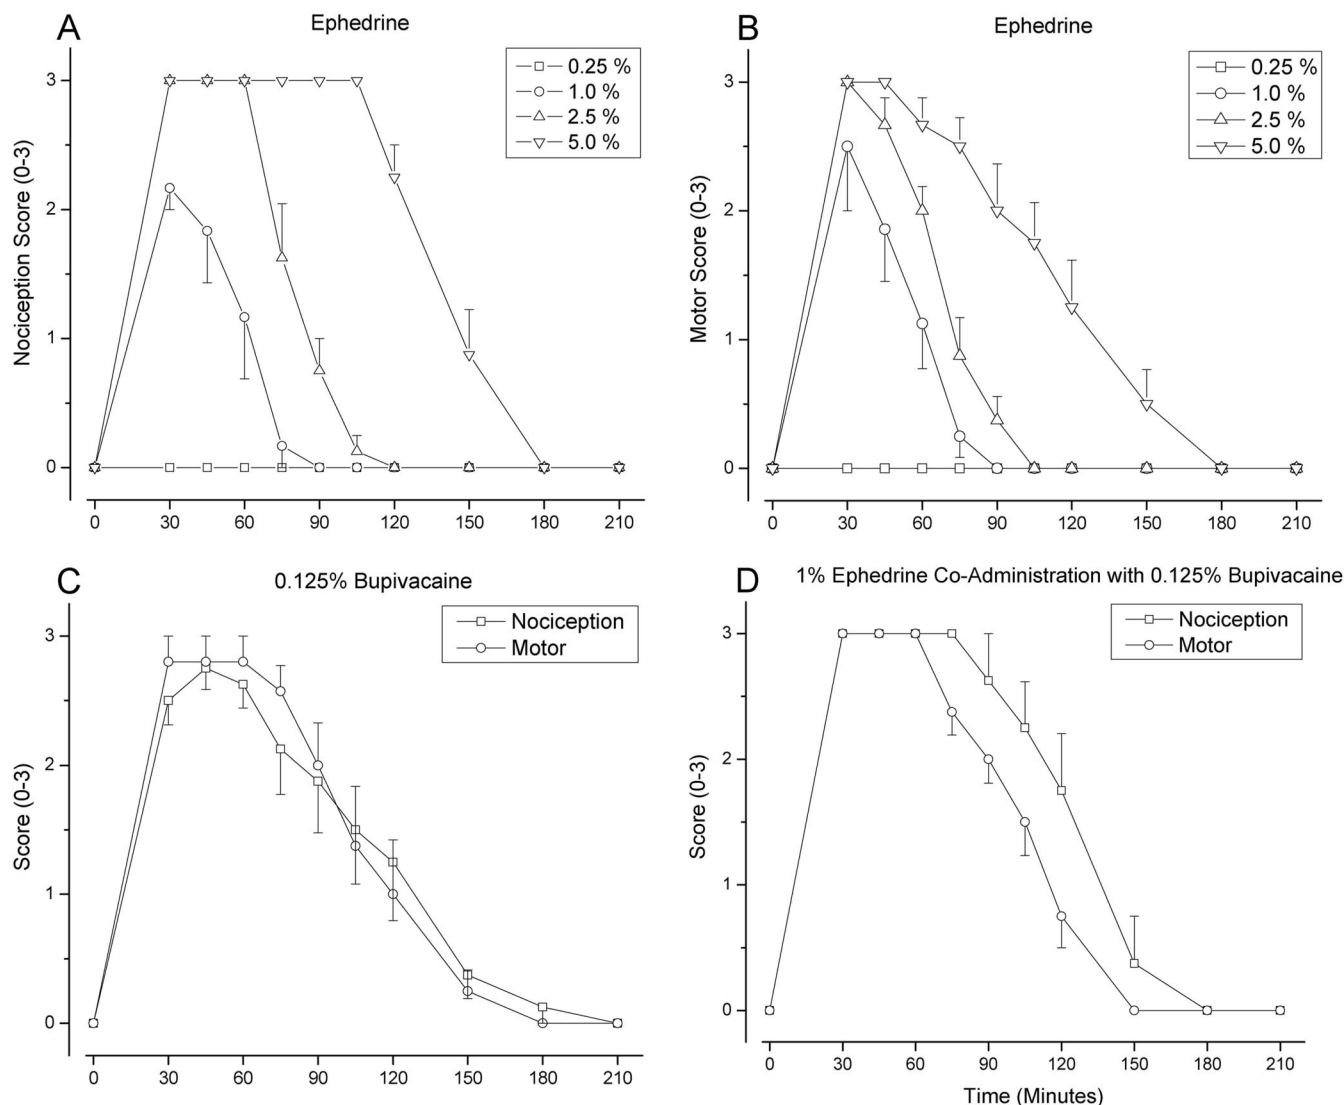 A
Ephedrine
0.25 %
1.0 %
2.5 %
5.0 %
Nociception Score (0-3)
3
2
1
0
0 30 60 90 120 150 180 210
B
Ephedrine
0.25 %
1.0 %
2.5 %
5.0 %
Motor Score (0-3)
3
2
1
0
0 30 60 90 120 150 180 210
C
0.125% Bupivacaine
Nociception
Motor
Score (0-3)
3
2
1
0
0 30 60 90 120 150 180 210
D
1% Ephedrine Co-Administration with 0.125% Bupivacaine
Nociception
Motor
Score (0-3)
3
2
1
0
0 30 60 90 120 150 180 210
Time (Minutes)